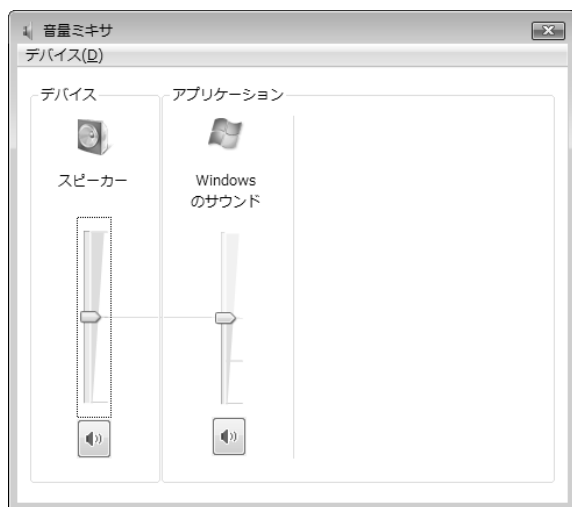 音量ミキサ
デバイス(D)
デバイス
アプリケーション
スピーカー
Windows
のサウンド